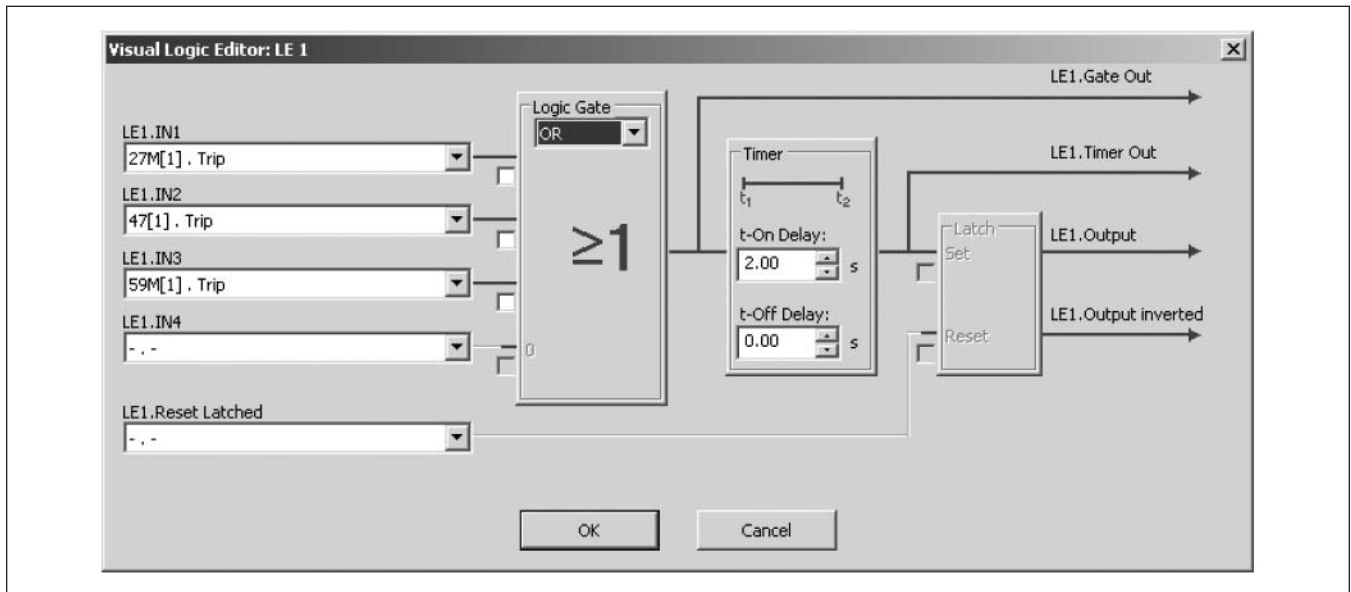 Visual Logic Editor: LE 1
LE1.Gate Out
Logic Gate
OR
LE1.IN1
27M[1] . Trip
LE1.IN2
47[1] . Trip
LE1.IN3
59M[1] . Trip
LE1.IN4
- . -
0
≥1
Timer
t1 t2
t-On Delay:
2.00 s
t-Off Delay:
0.00 s
LE1.Timer Out
Latch
Set
Reset
LE1.Output
LE1.Output inverted
LE1.Reset Latched
- . -
OK
Cancel